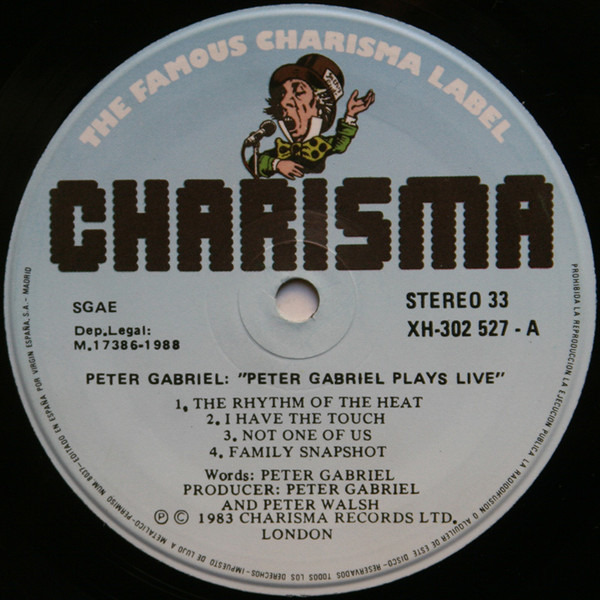 THE FAMOUS CHARISMA LABEL
CHARISMA
SGAE
STEREO 33
Dep.Legal:
M.17386-1988
XH-302 527 - A
PETER GABRIEL: "PETER GABRIEL PLAYS LIVE"
1. THE RHYTHM OF THE HEAT
2. I HAVE THE TOUCH
3. NOT ONE OF US
4. FAMILY SNAPSHOT
Words: PETER GABRIEL
PRODUCER: PETER GABRIEL
AND PETER WALSH
Ⓟ © 1983 CHARISMA RECORDS LTD.
LONDON
PROHIBIDA LA REPRODUCCION LA EJECUCION PUBLICA LA RADIODIFUSION O ALQUILER DE ESTE DISCO - RESERVADOS TODOS LOS DERECHOS - IMPUESTO DE LUJO A METALICO - PERMISO NUM 8037 - EDITADO EN ESPAÑA POR VIRGIN ESPAÑA, S.A. - MADRID